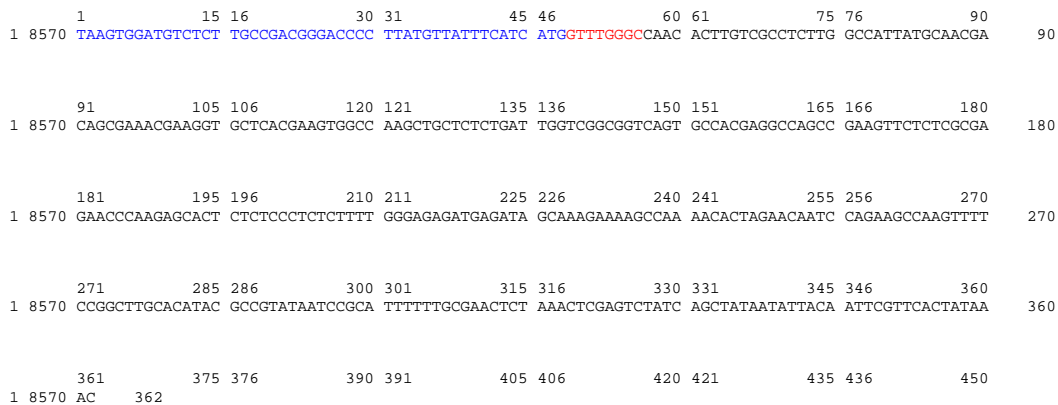 1 15 16 30 31 45 46 60 61 75 76 90
1 8570 TAAGTGGATGTCTCT TGCCGACGGGACCCC TTATGTTATTTCATC ATGGTTTGGGCCAAC ACTTGTCGCCTCTTG GCCATTATGCAACGA 90
91 105 106 120 121 135 136 150 151 165 166 180
1 8570 CAGCGAAACGAAGGT GCTCACGAAGTGGCC AAGCTGCTCTCTGAT TGGTCGGCGGTCAGT GCCACGAGGCCAGCC GAAGTTCTCTCGCGA 180
181 195 196 210 211 225 226 240 241 255 256 270
1 8570 GAACCCAAGAGCACT CTCTCCCTCTCTTTT GGGAGAGATGAGATA GCAAAGAAAAGCCAA AACACTAGAACAATC CAGAAGCCAAGTTTT 270
271 285 286 300 301 315 316 330 331 345 346 360
1 8570 CCGGCTTGCACATAC GCCGTATAATCCGCA TTTTTTGCGAACTCT AAACTCGAGTCTATC AGCTATAATATTACA ATTCGTTCACTATAA 360
361 375 376 390 391 405 406 420 421 435 436 450
1 8570 AC 362